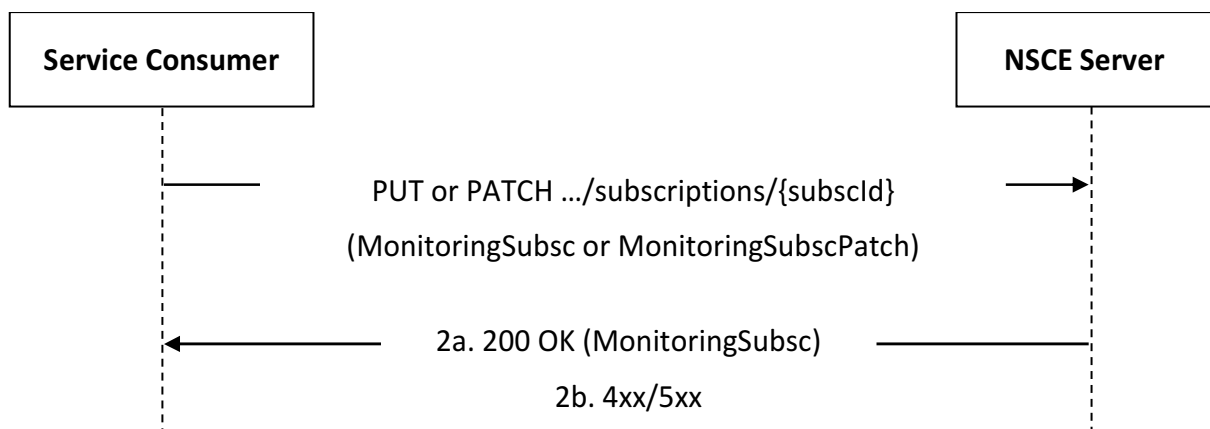 Service Consumer
NSCE Server
PUT or PATCH …/subscriptions/{subscId}
(MonitoringSubsc or MonitoringSubscPatch)
2a. 200 OK (MonitoringSubsc)
2b. 4xx/5xx